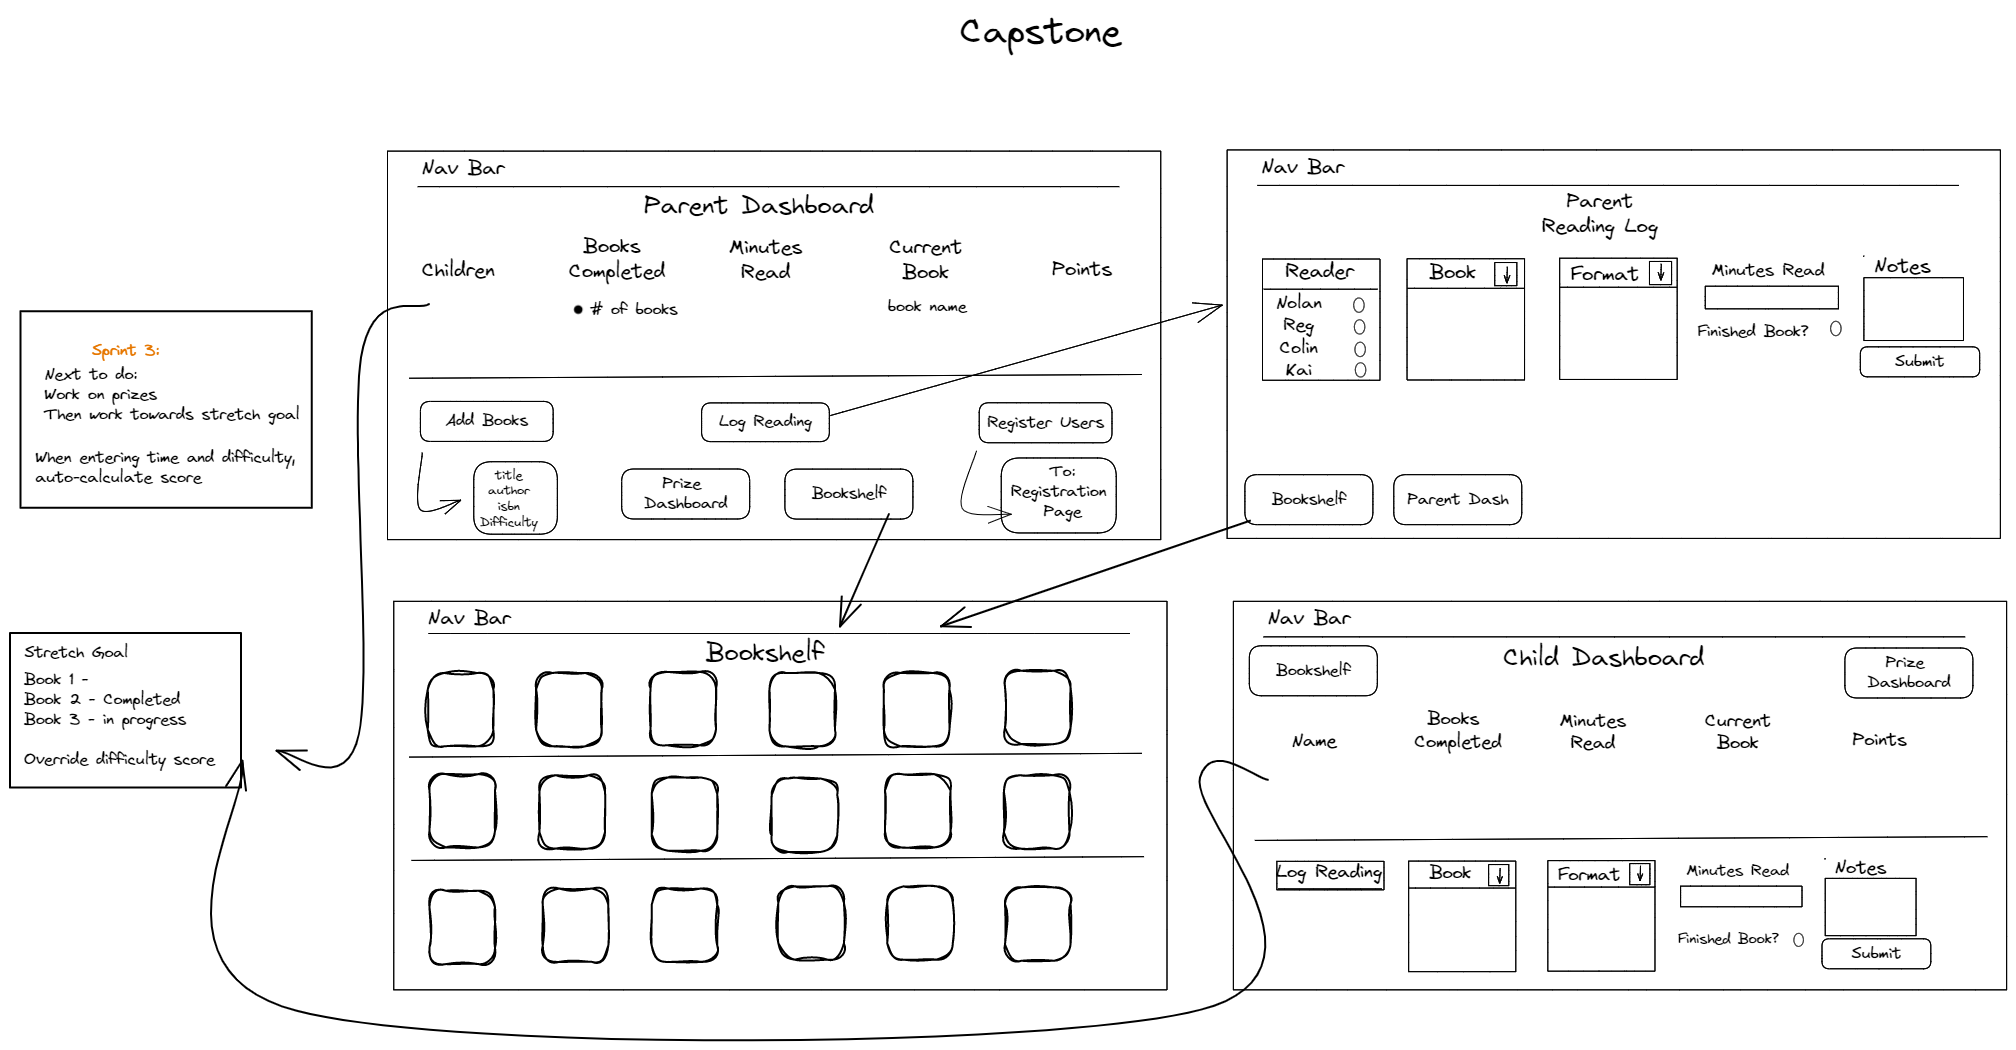 Capstone
Nav Bar
Parent Dashboard
Children
Books
Completed
Minutes
Read
Current
Book
Points
# of books
book name
Add Books
Log Reading
Register Users
title
author
isbn
Difficulty
Prize
Dashboard
Bookshelf
To:
Registration
Page
Nav Bar
Parent
Reading Log
Reader
Nolan
Reg
Colin
Kai
Book
Format
Minutes Read
Finished Book?
Notes
Submit
Bookshelf
Parent Dash
Sprint 3:
Next to do:
Work on prizes
Then work towards stretch goal
When entering time and difficulty,
auto-calculate score
Stretch Goal
Book 1 -
Book 2 - Completed
Book 3 - in progress
Override difficulty score
Nav Bar
Bookshelf
Nav Bar
Bookshelf
Child Dashboard
Prize
Dashboard
Name
Books
Completed
Minutes
Read
Current
Book
Points
Log Reading
Book
Format
Minutes Read
Finished Book?
Notes
Submit